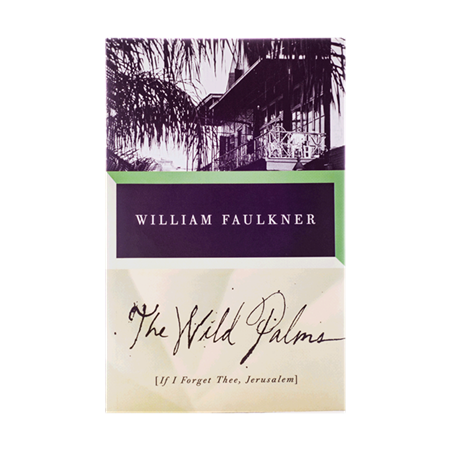 WILLIAM FAULKNER
The Wild Palms
[If I Forget Thee, Jerusalem]